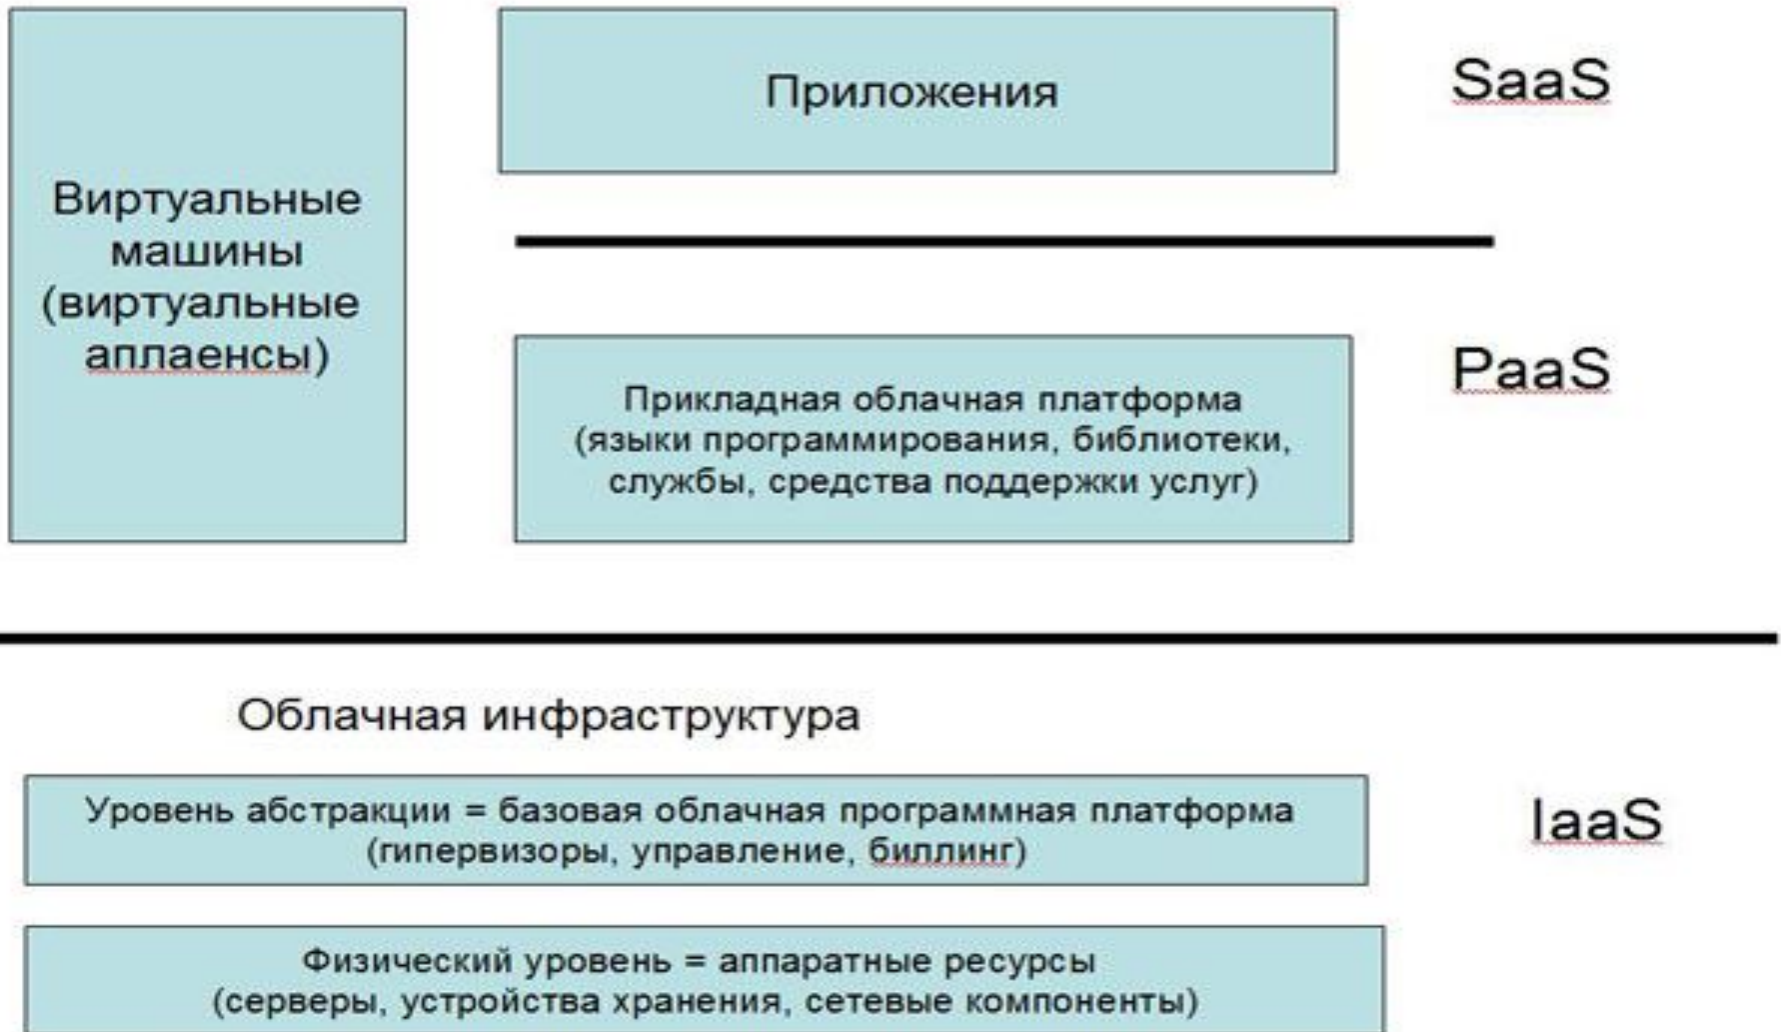 Виртуальные
машины
(виртуальные
аплаенсы)
Приложения
SaaS
Прикладная облачная платформа
(языки программирования, библиотеки,
службы, средства поддержки услуг)
PaaS
Облачная инфраструктура
Уровень абстракции = базовая облачная программная платформа
(гипервизоры, управление, биллинг)
IaaS
Физический уровень = аппаратные ресурсы
(серверы, устройства хранения, сетевые компоненты)